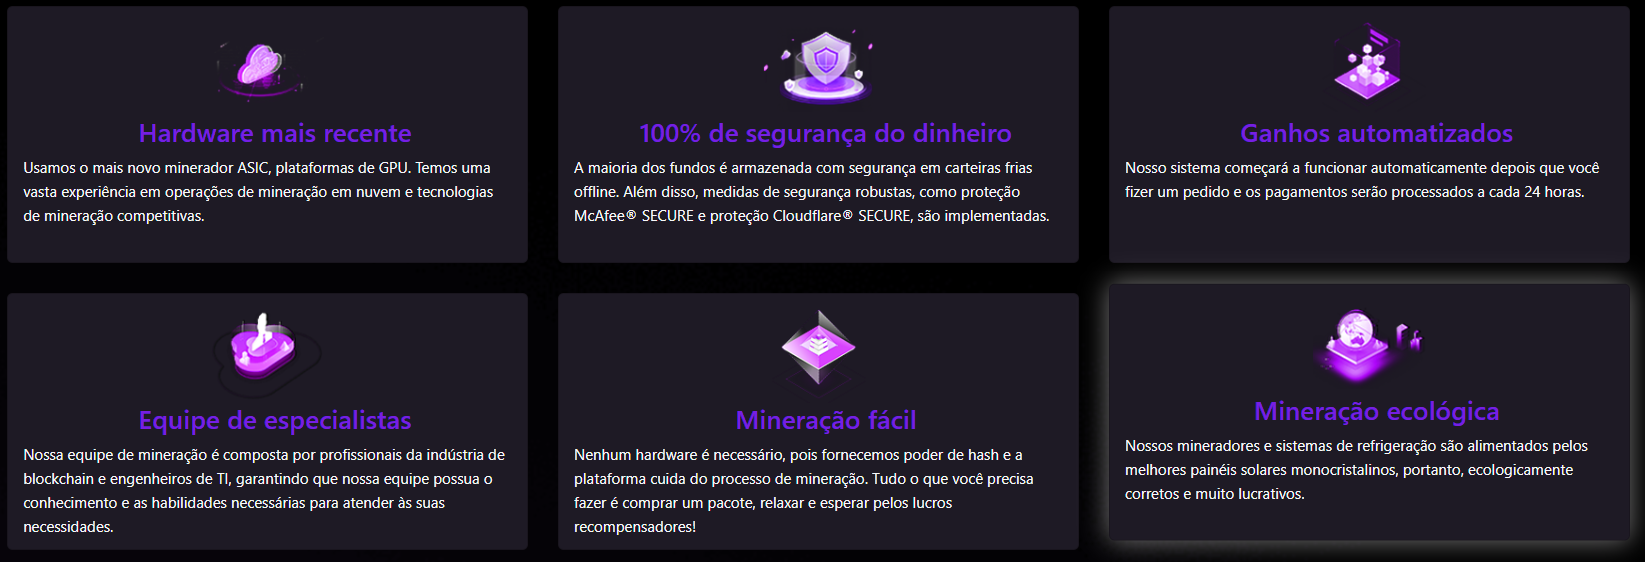 Hardware mais recente
Usamos o mais novo minerador ASIC, plataformas de GPU. Temos uma
vasta experiência em operações de mineração em nuvem e tecnologias
de mineração competitivas.
100% de segurança do dinheiro
A maioria dos fundos é armazenada com segurança em carteiras frias
offline. Além disso, medidas de segurança robustas, como proteção
McAfee® SECURE e proteção Cloudflare® SECURE, são implementadas.
Ganhos automatizados
Nosso sistema começará a funcionar automaticamente depois que você
fizer um pedido e os pagamentos serão processados a cada 24 horas.
Equipe de especialistas
Nossa equipe de mineração é composta por profissionais da indústria de
blockchain e engenheiros de TI, garantindo que nossa equipe possua o
conhecimento e as habilidades necessárias para atender às suas
necessidades.
Mineração fácil
Nenhum hardware é necessário, pois fornecemos poder de hash e a
plataforma cuida do processo de mineração. Tudo o que você precisa
fazer é comprar um pacote, relaxar e esperar pelos lucros
recompensadores!
Mineração ecológica
Nossos mineradores e sistemas de refrigeração são alimentados pelos
melhores painéis solares monocristalinos, portanto, ecologicamente
corretos e muito lucrativos.